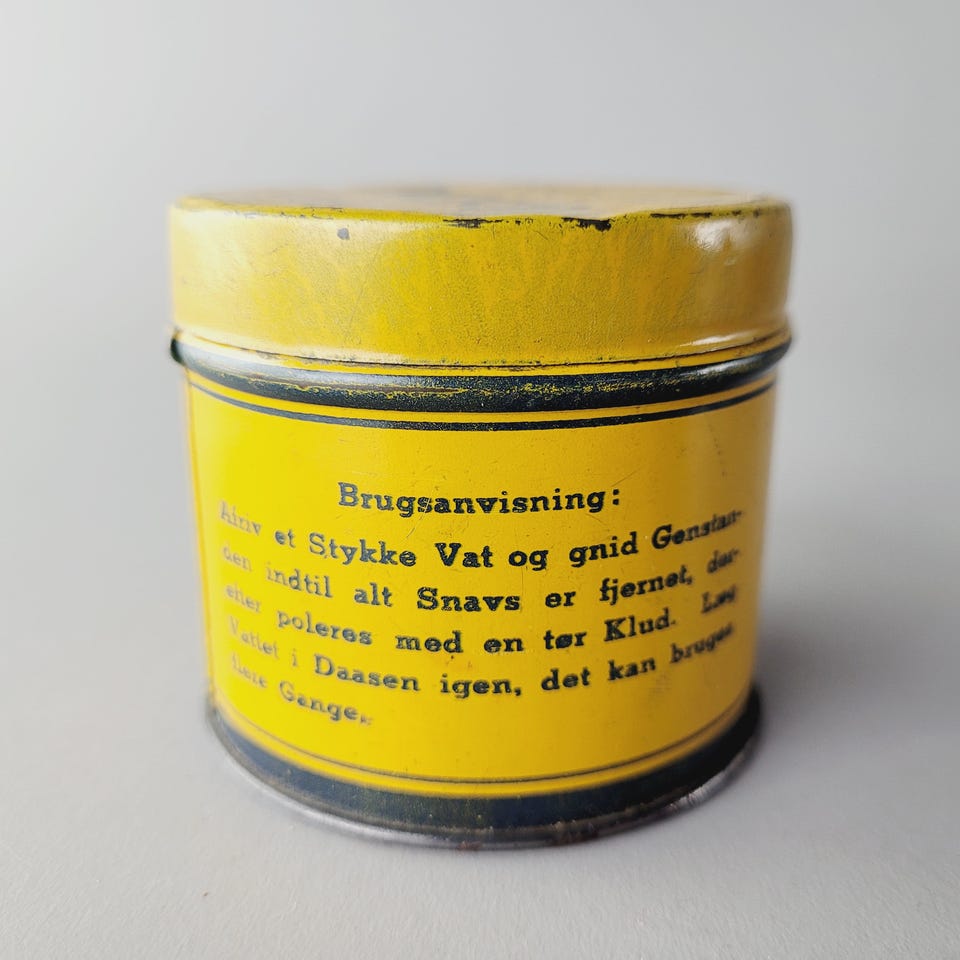 Brugsanvisning:
Afriv et Stykke Vat og gnid Genstan-
den indtil alt Snavs er fjernet, der-
efter poleres med en tør Klud. Læg
Vattet i Daasen igen, det kan bruges
flere Gange.